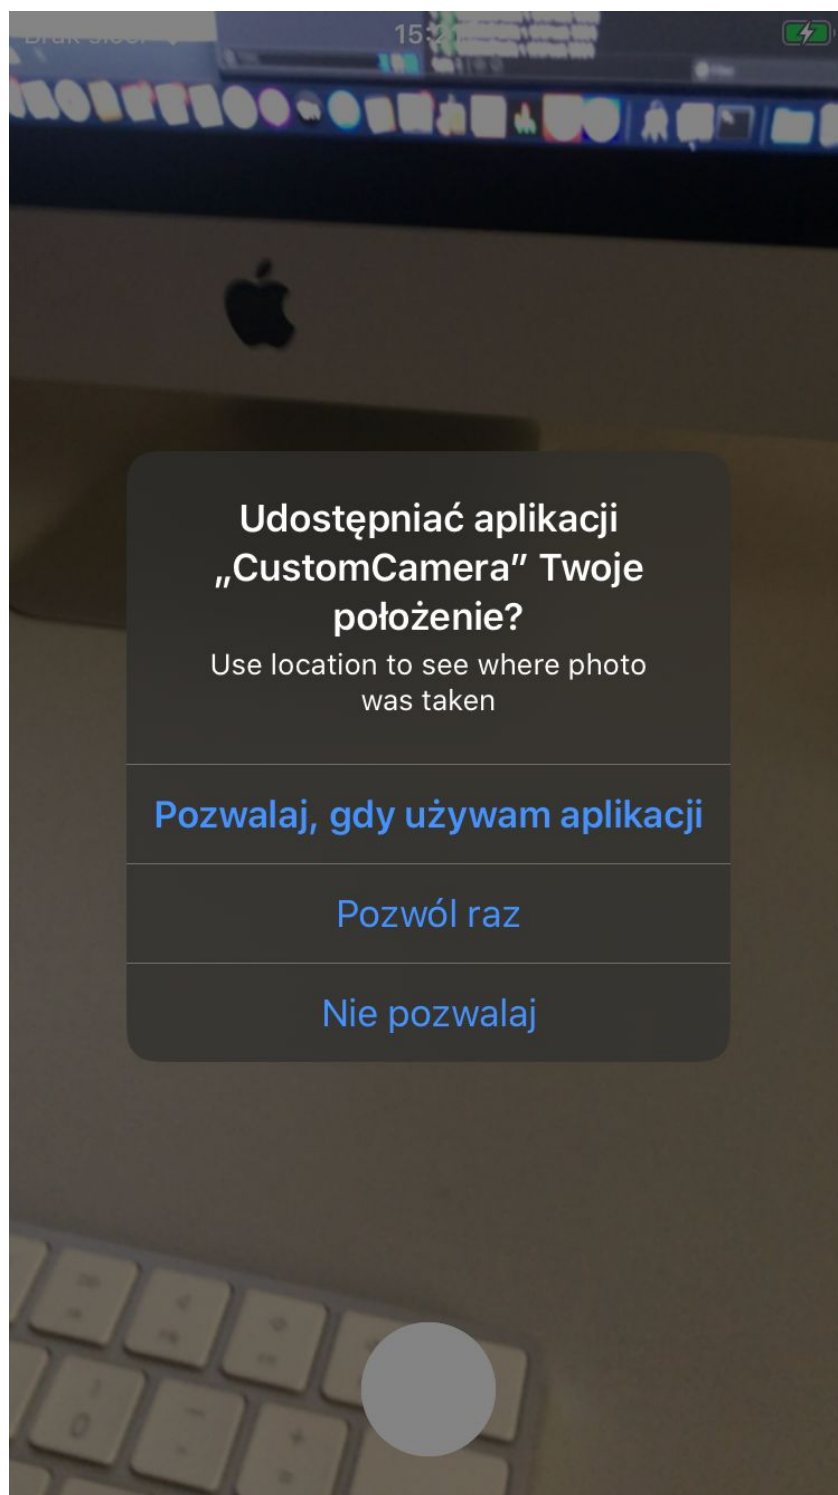 Udostępniać aplikacji
„CustomCamera” Twoje
położenie?
Use location to see where photo
was taken
Pozwalaj, gdy używam aplikacji
Pozwól raz
Nie pozwalaj